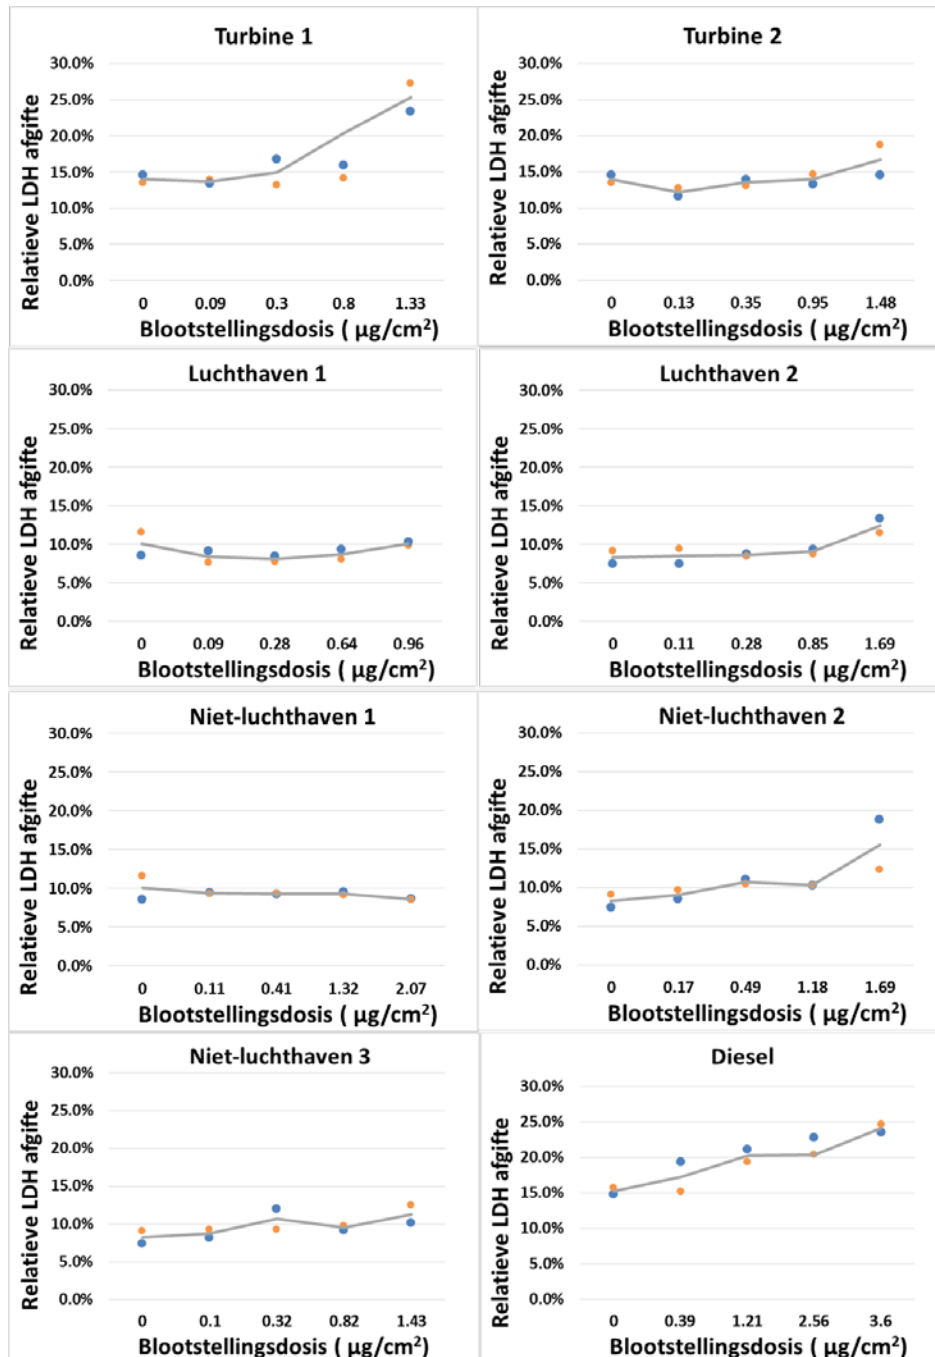 Turbine 1
Relatieve LDH afgifte
30.0%
25.0%
20.0%
15.0%
10.0%
5.0%
0.0%
0 0.09 0.3 0.8 1.33
Blootstellingsdosis ( µg/cm²)
Turbine 2
Relatieve LDH afgifte
30.0%
25.0%
20.0%
15.0%
10.0%
5.0%
0.0%
0 0.13 0.35 0.95 1.48
Blootstellingsdosis ( µg/cm²)
Luchthaven 1
Relatieve LDH afgifte
30.0%
25.0%
20.0%
15.0%
10.0%
5.0%
0.0%
0 0.09 0.28 0.64 0.96
Blootstellingsdosis ( µg/cm²)
Luchthaven 2
Relatieve LDH afgifte
30.0%
25.0%
20.0%
15.0%
10.0%
5.0%
0.0%
0 0.11 0.28 0.85 1.69
Blootstellingsdosis ( µg/cm²)
Niet-luchthaven 1
Relatieve LDH afgifte
30.0%
25.0%
20.0%
15.0%
10.0%
5.0%
0.0%
0 0.11 0.41 1.32 2.07
Blootstellingsdosis ( µg/cm²)
Niet-luchthaven 2
Relatieve LDH afgifte
30.0%
25.0%
20.0%
15.0%
10.0%
5.0%
0.0%
0 0.17 0.49 1.18 1.69
Blootstellingsdosis ( µg/cm²)
Niet-luchthaven 3
Relatieve LDH afgifte
30.0%
25.0%
20.0%
15.0%
10.0%
5.0%
0.0%
0 0.1 0.32 0.82 1.43
Blootstellingsdosis ( µg/cm²)
Diesel
Relatieve LDH afgifte
30.0%
25.0%
20.0%
15.0%
10.0%
5.0%
0.0%
0 0.39 1.21 2.56 3.6
Blootstellingsdosis ( µg/cm²)